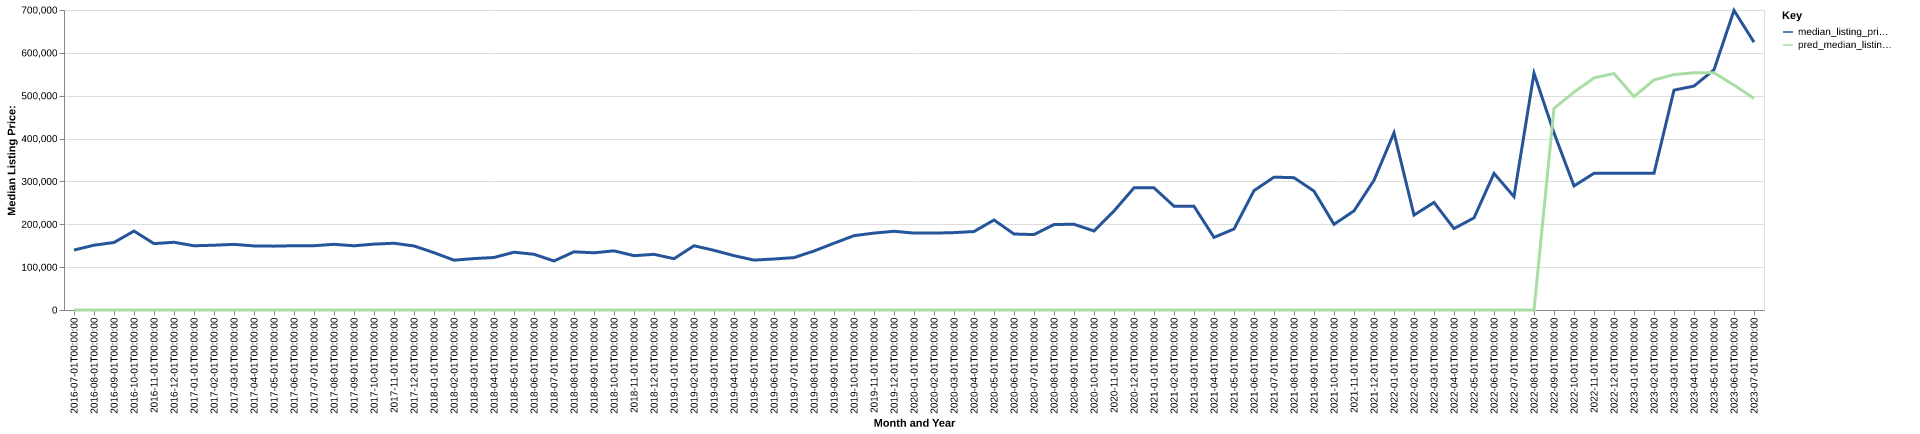 700,000
600,000
500,000
400,000
300,000
200,000
100,000
0
Median Listing Price:
2016-07-01T00:00:00
2016-08-01T00:00:00
2016-09-01T00:00:00
2016-10-01T00:00:00
2016-11-01T00:00:00
2016-12-01T00:00:00
2017-01-01T00:00:00
2017-02-01T00:00:00
2017-03-01T00:00:00
2017-04-01T00:00:00
2017-05-01T00:00:00
2017-06-01T00:00:00
2017-07-01T00:00:00
2017-08-01T00:00:00
2017-09-01T00:00:00
2017-10-01T00:00:00
2017-11-01T00:00:00
2017-12-01T00:00:00
2018-01-01T00:00:00
2018-02-01T00:00:00
2018-03-01T00:00:00
2018-04-01T00:00:00
2018-05-01T00:00:00
2018-06-01T00:00:00
2018-07-01T00:00:00
2018-08-01T00:00:00
2018-09-01T00:00:00
2018-10-01T00:00:00
2018-11-01T00:00:00
2018-12-01T00:00:00
2019-01-01T00:00:00
2019-02-01T00:00:00
2019-03-01T00:00:00
2019-04-01T00:00:00
2019-05-01T00:00:00
2019-06-01T00:00:00
2019-07-01T00:00:00
2019-08-01T00:00:00
2019-09-01T00:00:00
2019-10-01T00:00:00
2019-11-01T00:00:00
2019-12-01T00:00:00
2020-01-01T00:00:00
2020-02-01T00:00:00
2020-03-01T00:00:00
2020-04-01T00:00:00
2020-05-01T00:00:00
2020-06-01T00:00:00
2020-07-01T00:00:00
2020-08-01T00:00:00
2020-09-01T00:00:00
2020-10-01T00:00:00
2020-11-01T00:00:00
2020-12-01T00:00:00
2021-01-01T00:00:00
2021-02-01T00:00:00
2021-03-01T00:00:00
2021-04-01T00:00:00
2021-05-01T00:00:00
2021-06-01T00:00:00
2021-07-01T00:00:00
2021-08-01T00:00:00
2021-09-01T00:00:00
2021-10-01T00:00:00
2021-11-01T00:00:00
2021-12-01T00:00:00
2022-01-01T00:00:00
2022-02-01T00:00:00
2022-03-01T00:00:00
2022-04-01T00:00:00
2022-05-01T00:00:00
2022-06-01T00:00:00
2022-07-01T00:00:00
2022-08-01T00:00:00
2022-09-01T00:00:00
2022-10-01T00:00:00
2022-11-01T00:00:00
2022-12-01T00:00:00
2023-01-01T00:00:00
2023-02-01T00:00:00
2023-03-01T00:00:00
2023-04-01T00:00:00
2023-05-01T00:00:00
2023-06-01T00:00:00
2023-07-01T00:00:00
Month and Year
Key
median_listing_pri…
pred_median_listin…